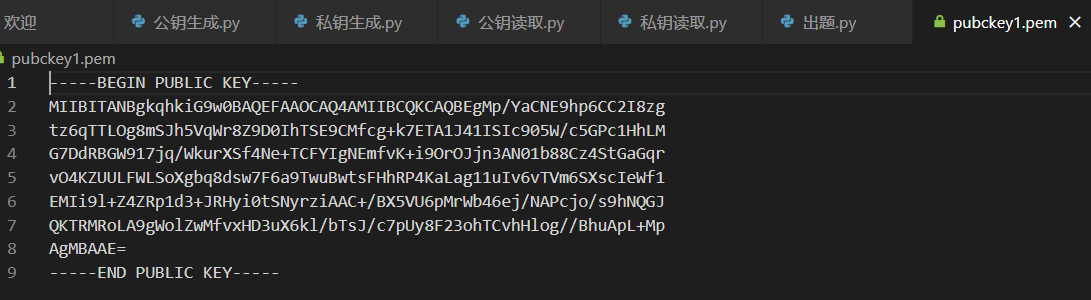 欢迎 公钥生成.py 私钥生成.py 公钥读取.py 私钥读取.py 出题.py pubckey1.pem
pubckey1.pem
1 -----BEGIN PUBLIC KEY-----
2 MIIBITANBgkqhkiG9w0BAQEFAAOCAQ4AMIIBCQKCAQBEgMp/YaCNE9hp6CC2I8zg
3 tz6qTTLOg8mSJh5VqWr8Z9D0IhTSE9CMfcg+k7ETA1J41ISIc905W/c5GPc1HhLM
4 G7DdRBGW917jq/WkurXSf4Ne+TCFYIgNEmfvK+i9OrOJjn3AN01b88Cz4StGaGqr
5 vO4KZUULFWLSoXgbq8dsw7F6a9TwuBwtsFHhRP4KaLag11uIv6vTVm6SXscIeWf1
6 EMIi9l+Z4ZRp1d3+JRHyi0tSNyrziAAC+/BX5VU6pMrWb46ej/NAPcjo/s9hNQGJ
7 QKTRMRoLA9gWolZwMfvxHD3uX6kl/bTsJ/c7pUy8F23ohTCvhHlog//BhuApL+Mp
8 AgMBAAE=
9 -----END PUBLIC KEY-----